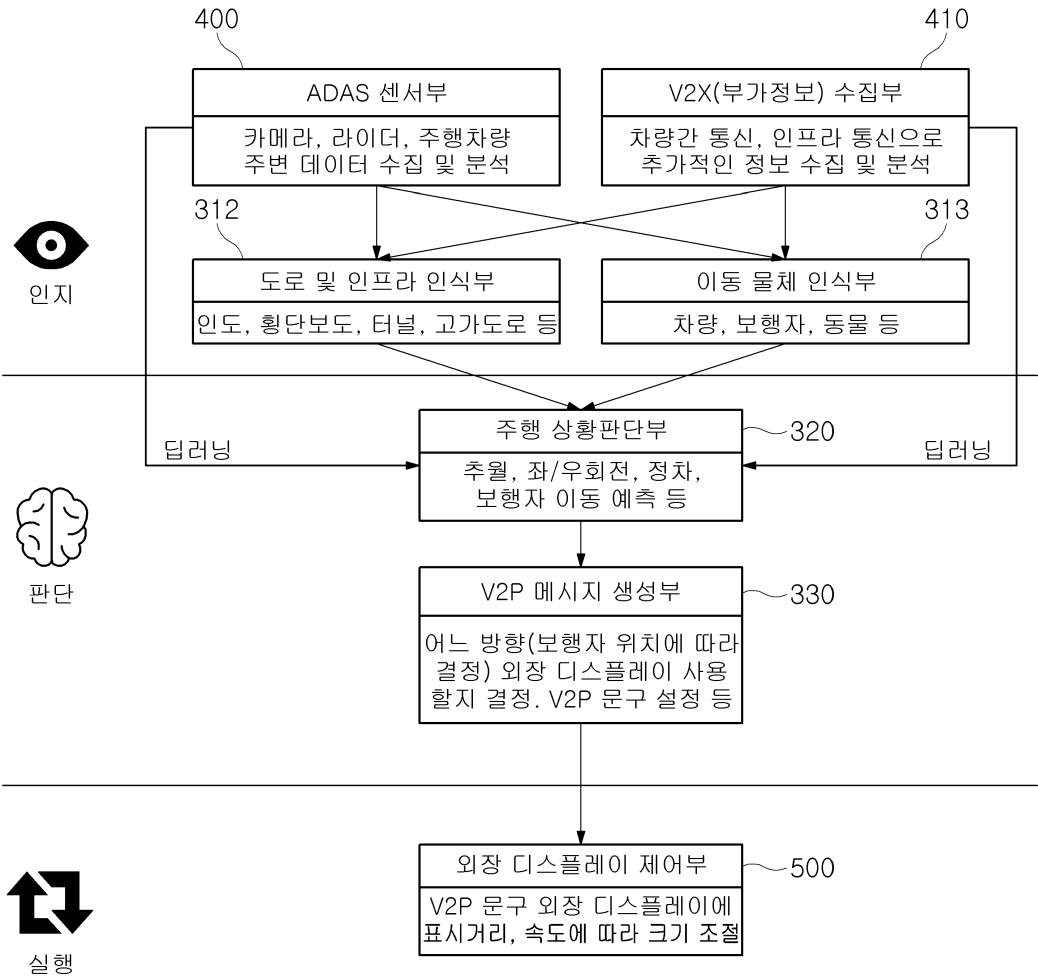 400
410
ADAS 센서부
카메라, 라이더, 주행차량
주변 데이터 수집 및 분석
V2X(부가정보) 수집부
차량간 통신, 인프라 통신으로
추가적인 정보 수집 및 분석
312
313
도로 및 인프라 인식부
인도, 횡단보도, 터널, 고가도로 등
이동 물체 인식부
차량, 보행자, 동물 등
인지
주행 상황판단부
320
추월, 좌/우회전, 정차,
보행자 이동 예측 등
딥러닝
딥러닝
V2P 메시지 생성부
330
어느 방향(보행자 위치에 따라
결정) 외장 디스플레이 사용
할지 결정. V2P 문구 설정 등
판단
외장 디스플레이 제어부
500
V2P 문구 외장 디스플레이에
표시거리, 속도에 따라 크기 조절
실행